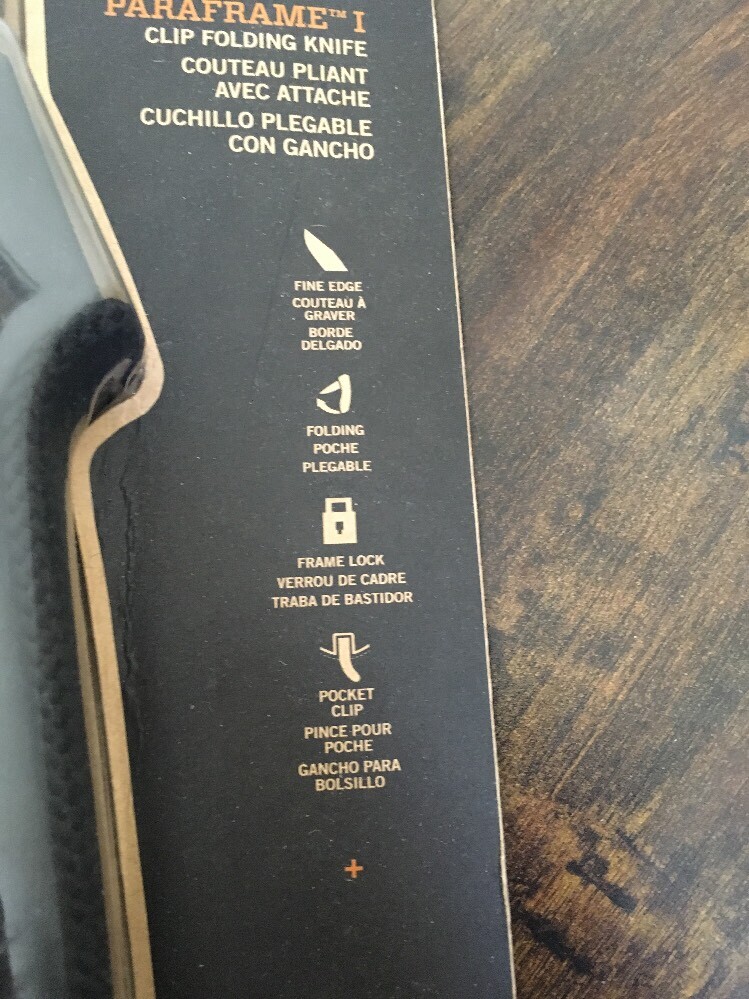 PARAFRAME™ I
CLIP FOLDING KNIFE
COUTEAU PLIANT
AVEC ATTACHE
CUCHILLO PLEGABLE
CON GANCHO
FINE EDGE
COUTEAU À
GRAVER
BORDE
DELGADO
FOLDING
POCHE
PLEGABLE
FRAME LOCK
VERROU DE CADRE
TRABA DE BASTIDOR
POCKET
CLIP
PINCE POUR
POCHE
GANCHO PARA
BOLSILLO
+